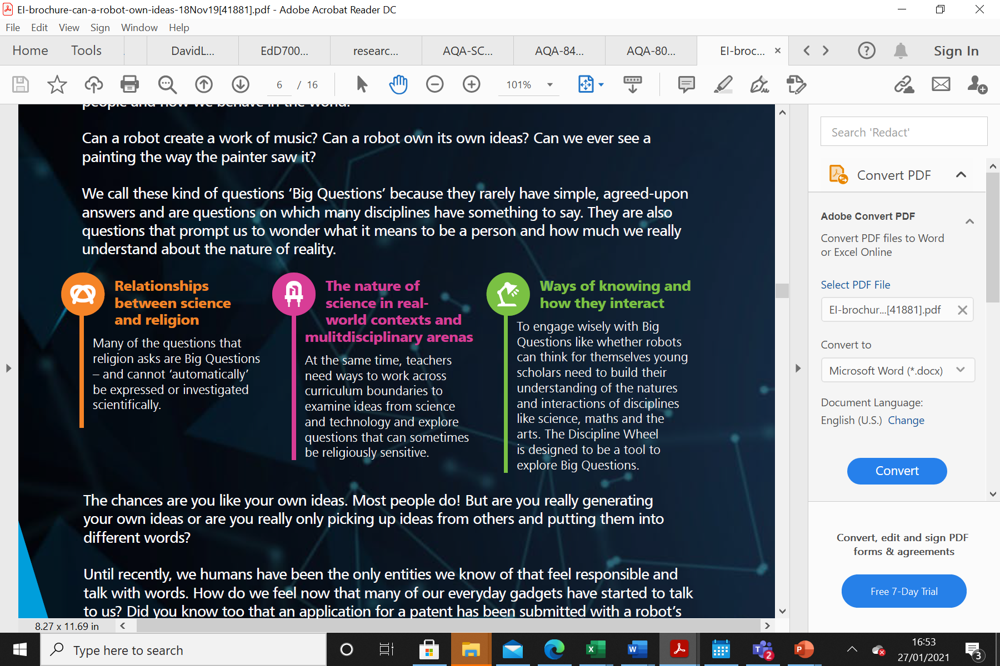 EI-brochure-can-a-robot-own-ideas-18Nov19[41881].pdf - Adobe Acrobat Reader DC
File Edit View Sign Window Help
Home Tools DavidL... EdD700... researc... AQA-SC... AQA-84... AQA-80... EI-broc... Sign In
6 / 16 101%
people and how we behave in the world.
Can a robot create a work of music? Can a robot own its own ideas? Can we ever see a
painting the way the painter saw it?
We call these kind of questions ‘Big Questions’ because they rarely have simple, agreed-upon
answers and are questions on which many disciplines have something to say. They are also
questions that prompt us to wonder what it means to be a person and how much we really
understand about the nature of reality.
Relationships
between science
and religion
Many of the questions that
religion asks are Big Questions
– and cannot ‘automatically’
be expressed or investigated
scientifically.
The nature of
science in real-
world contexts and
mulitdisciplinary arenas
At the same time, teachers
need ways to work across
curriculum boundaries to
examine ideas from science
and technology and explore
questions that can sometimes
be religiously sensitive.
Ways of knowing and
how they interact
To engage wisely with Big
Questions like whether robots
can think for themselves young
scholars need to build their
understanding of the natures
and interactions of disciplines
like science, maths and the
arts. The Discipline Wheel
is designed to be a tool to
explore Big Questions.
The chances are you like your own ideas. Most people do! But are you really generating
your own ideas or are you really only picking up ideas from others and putting them into
different words?
Until recently, we humans have been the only entities we know of that feel responsible and
talk with words. How do we feel now that many of our everyday gadgets have started to talk
to us? Did you know too that an application for a patent has been submitted with a robot’s
8.27 x 11.69 in
Search 'Redact'
Convert PDF
Adobe Convert PDF
Convert PDF files to Word
or Excel Online
Select PDF File
EI-brochur...[41881].pdf
Convert to
Microsoft Word (*.docx)
Document Language:
English (U.S.) Change
Convert
Convert, edit and sign PDF
forms & agreements
Free 7-Day Trial
Type here to search
2
16:53
27/01/2021
3